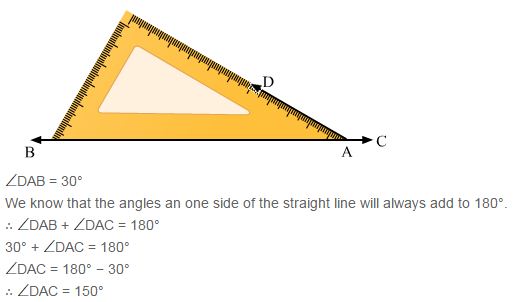 D
C
B
A
∠DAB = 30°
We know that the angles an one side of the straight line will always add to 180°.
∴ ∠DAB + ∠DAC = 180°
30° + ∠DAC = 180°
∠DAC = 180° − 30°
∴ ∠DAC = 150°